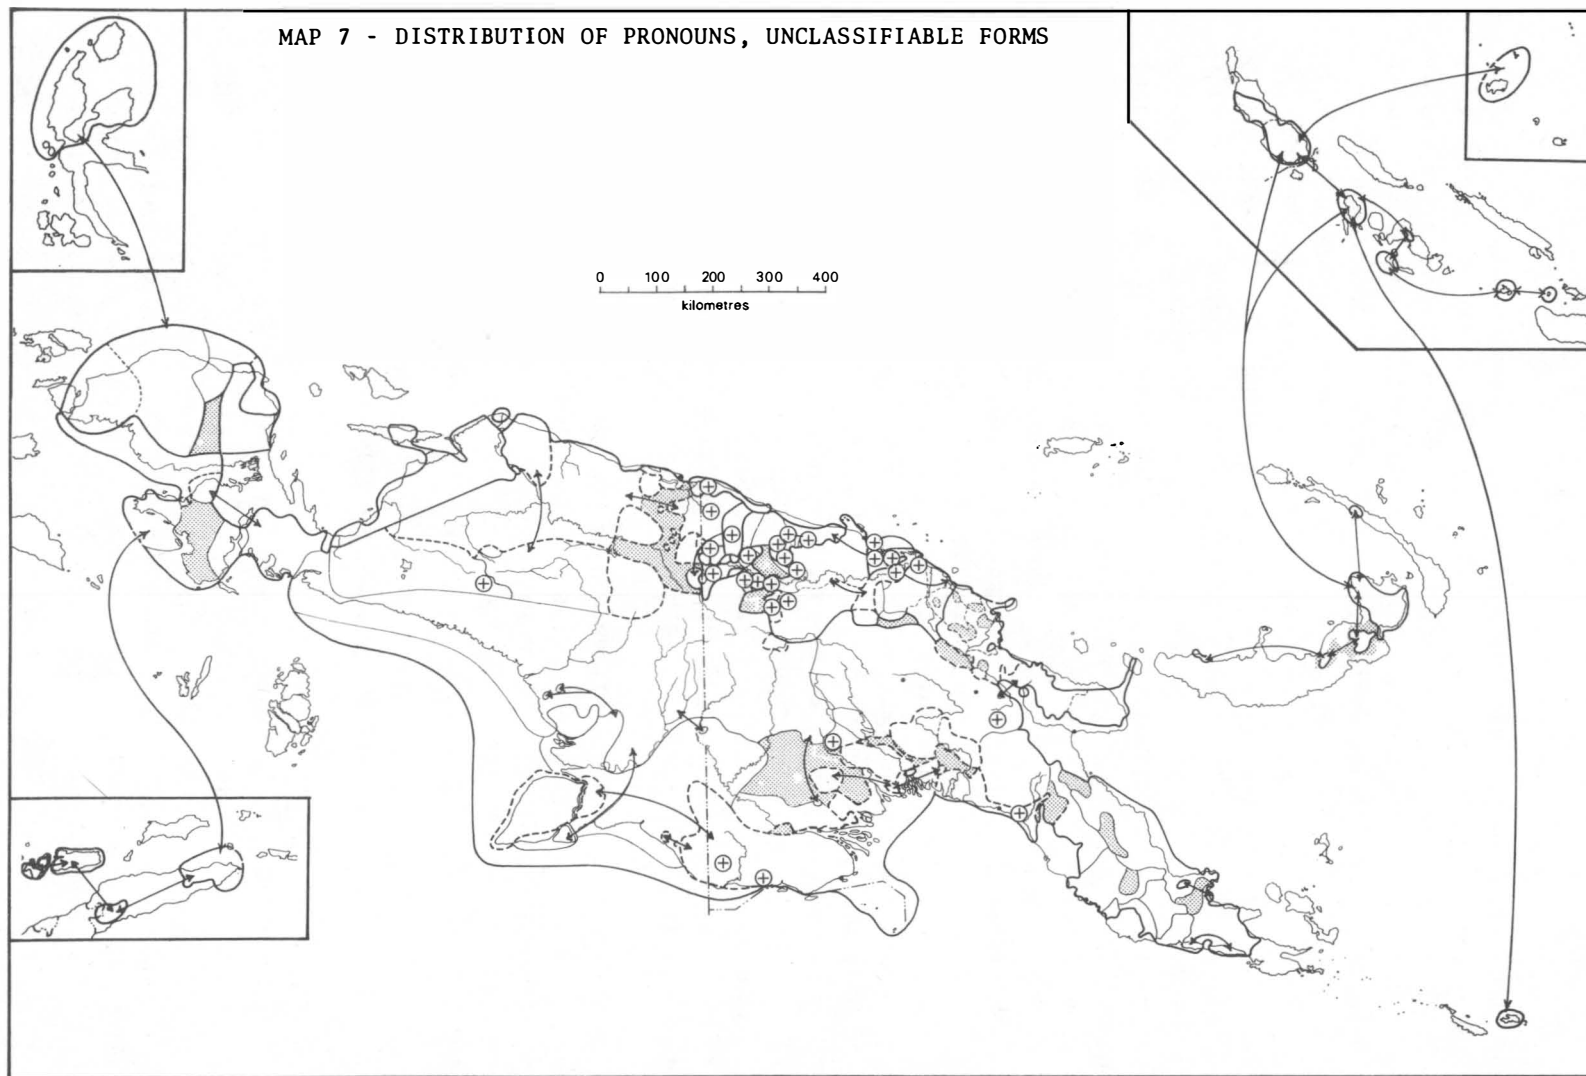 MAP 7 - DISTRIBUTION OF PRONOUNS, UNCLASSIFIABLE FORMS
0 100 200 300 400
kilometres